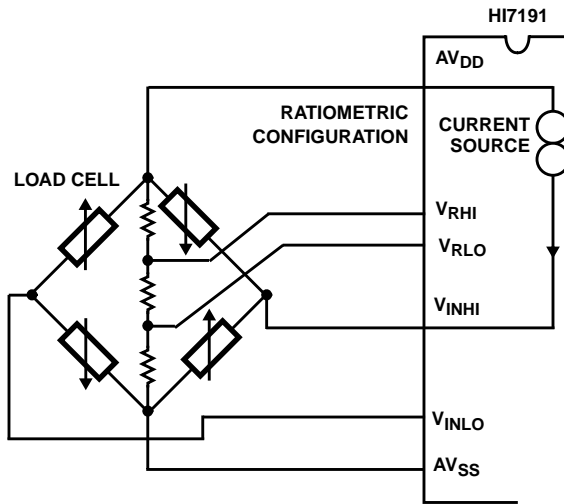 HI7191
AVDD
RATIOMETRIC
CONFIGURATION
CURRENT
SOURCE
LOAD CELL
VRHI
VRLO
VINHI
VINLO
AVSS